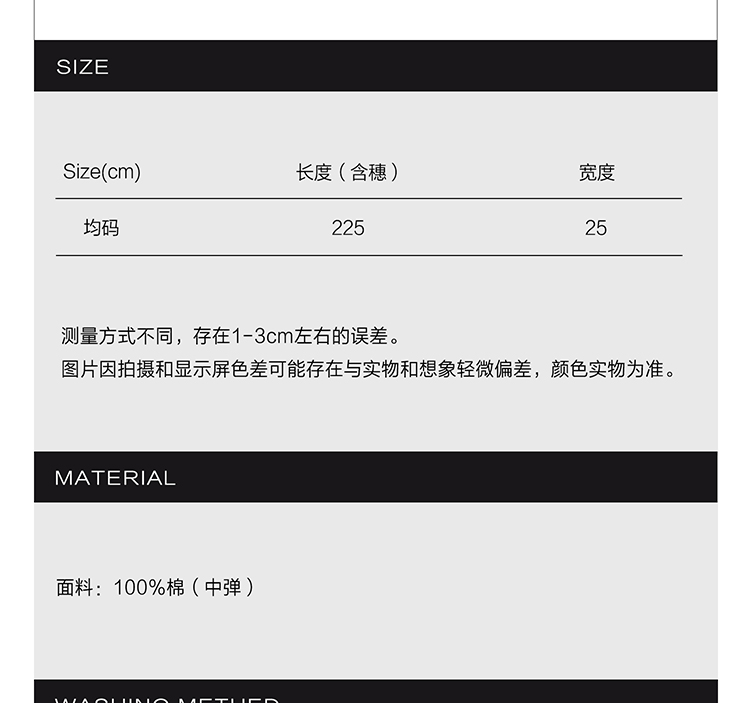 SIZE
Size(cm) 长度（含穗） 宽度
均码 225 25
测量方式不同，存在1-3cm左右的误差。
图片因拍摄和显示屏色差可能存在与实物和想象轻微偏差，颜色实物为准。
MATERIAL
面料：100%棉（中弹）
WASHING METHED